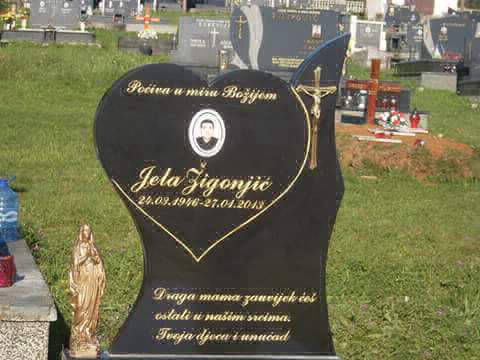 Počiva u miru Božijem
Jela Žigonjić
24.03.1946-27.01.2013
Draga mama zauvijek ćeš
ostati u našim srcima.
Tvoja djeca i unučad